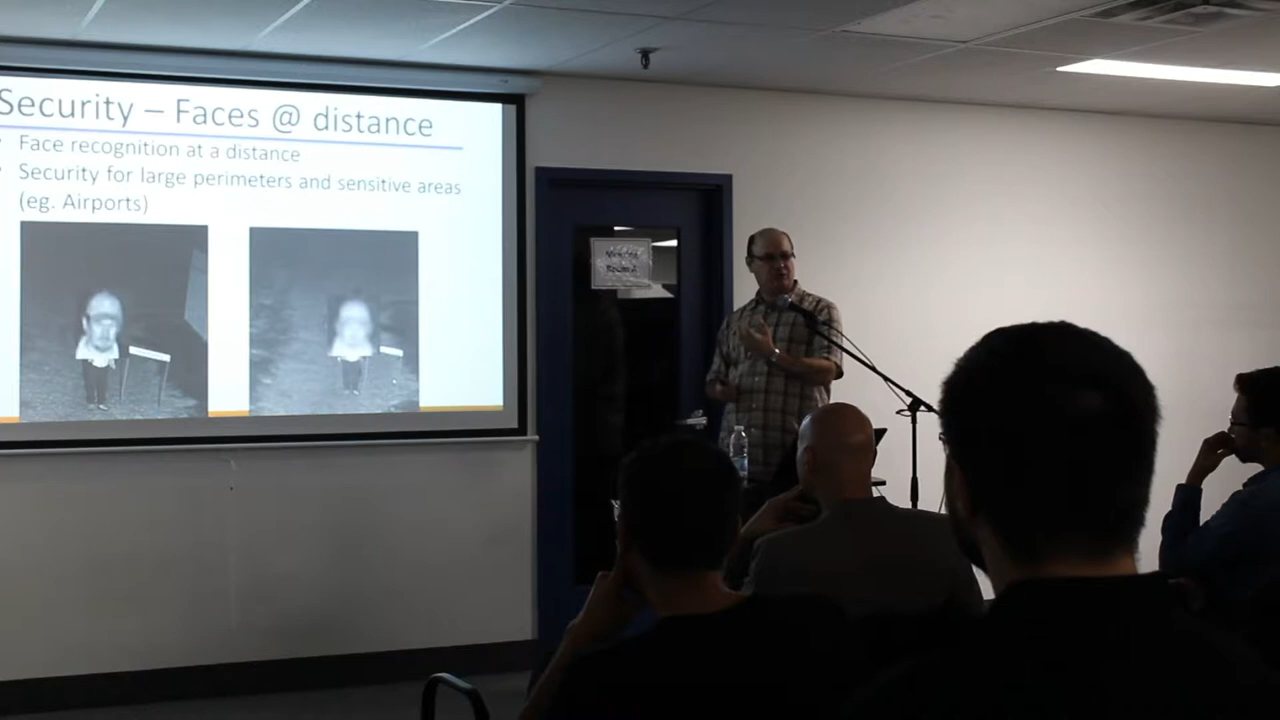 Security – Faces @ distance
Face recognition at a distance
Security for large perimeters and sensitive areas
(eg. Airports)